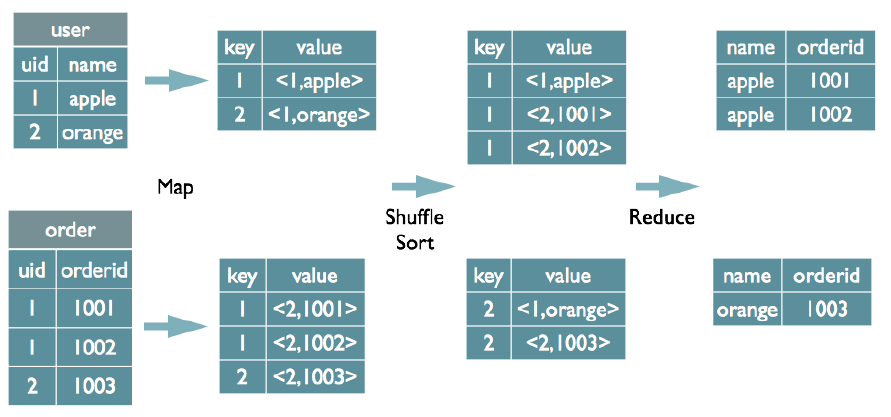 user
uid name
1 apple
2 orange
key value
1 <1,apple>
2 <1,orange>
key value
1 <1,apple>
1 <2,1001>
1 <2,1002>
name orderid
apple 1001
apple 1002
Map
Shuffle
Sort
Reduce
order
uid orderid
1 1001
1 1002
2 1003
key value
1 <2,1001>
1 <2,1002>
2 <2,1003>
key value
2 <1,orange>
2 <2,1003>
name orderid
orange 1003